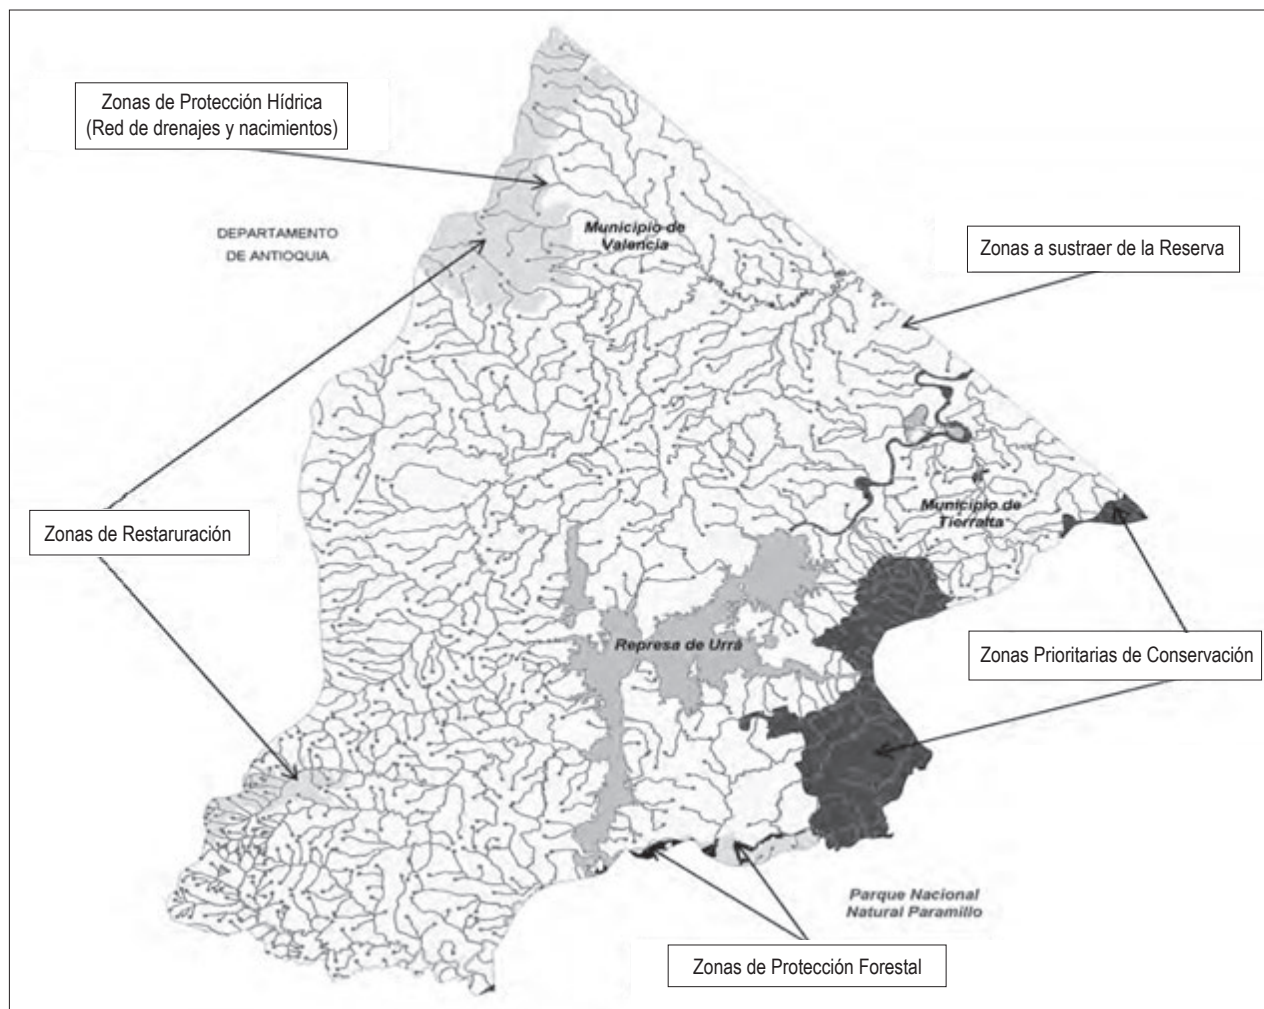 Zonas de Protección Hídrica
(Red de drenajes y nacimientos)
DEPARTAMENTO
DE ANTIOQUIA
Municipio de
Valencia
Zonas a sustraer de la Reserva
Municipio de
Tierralta
Zonas de Restaruración
Represa de Urrá
Zonas Prioritarias de Conservación
Parque Nacional
Natural Paramillo
Zonas de Protección Forestal